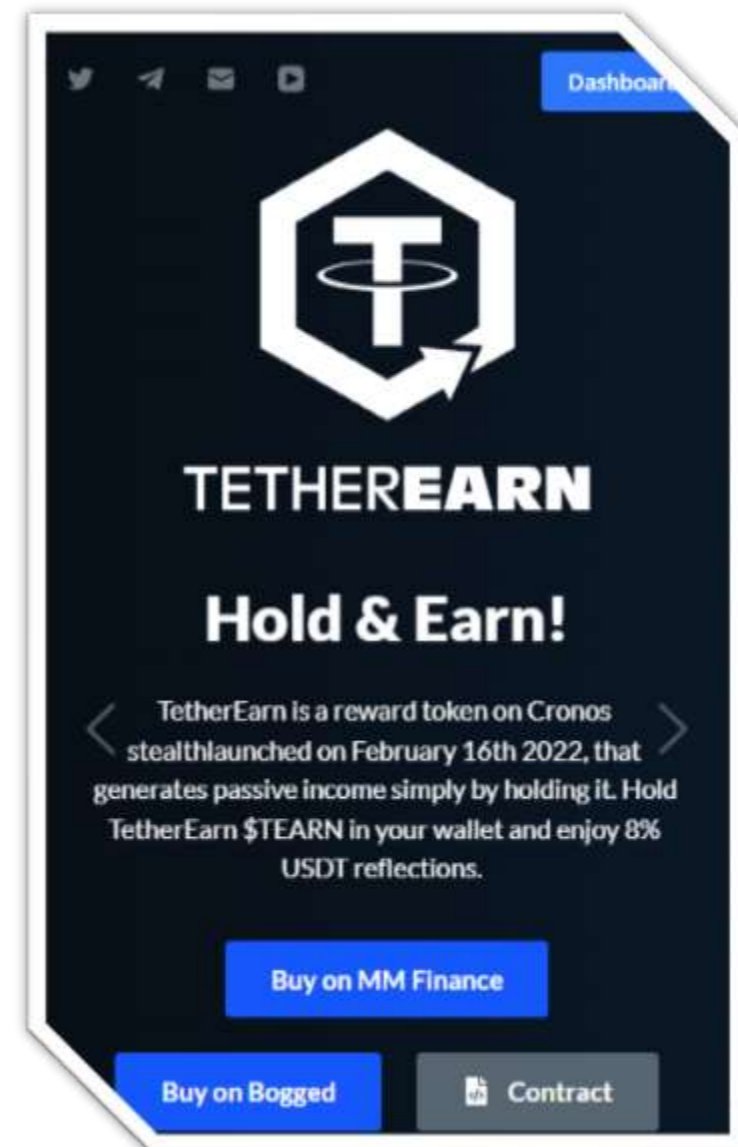 Dashboar
TETHEREARN
Hold & Earn!
TetherEarn is a reward token on Cronos
stealthlaunched on February 16th 2022, that
generates passive income simply by holding it. Hold
TetherEarn $TEARN in your wallet and enjoy 8%
USDT reflections.
Buy on MM Finance
Buy on Bogged
Contract